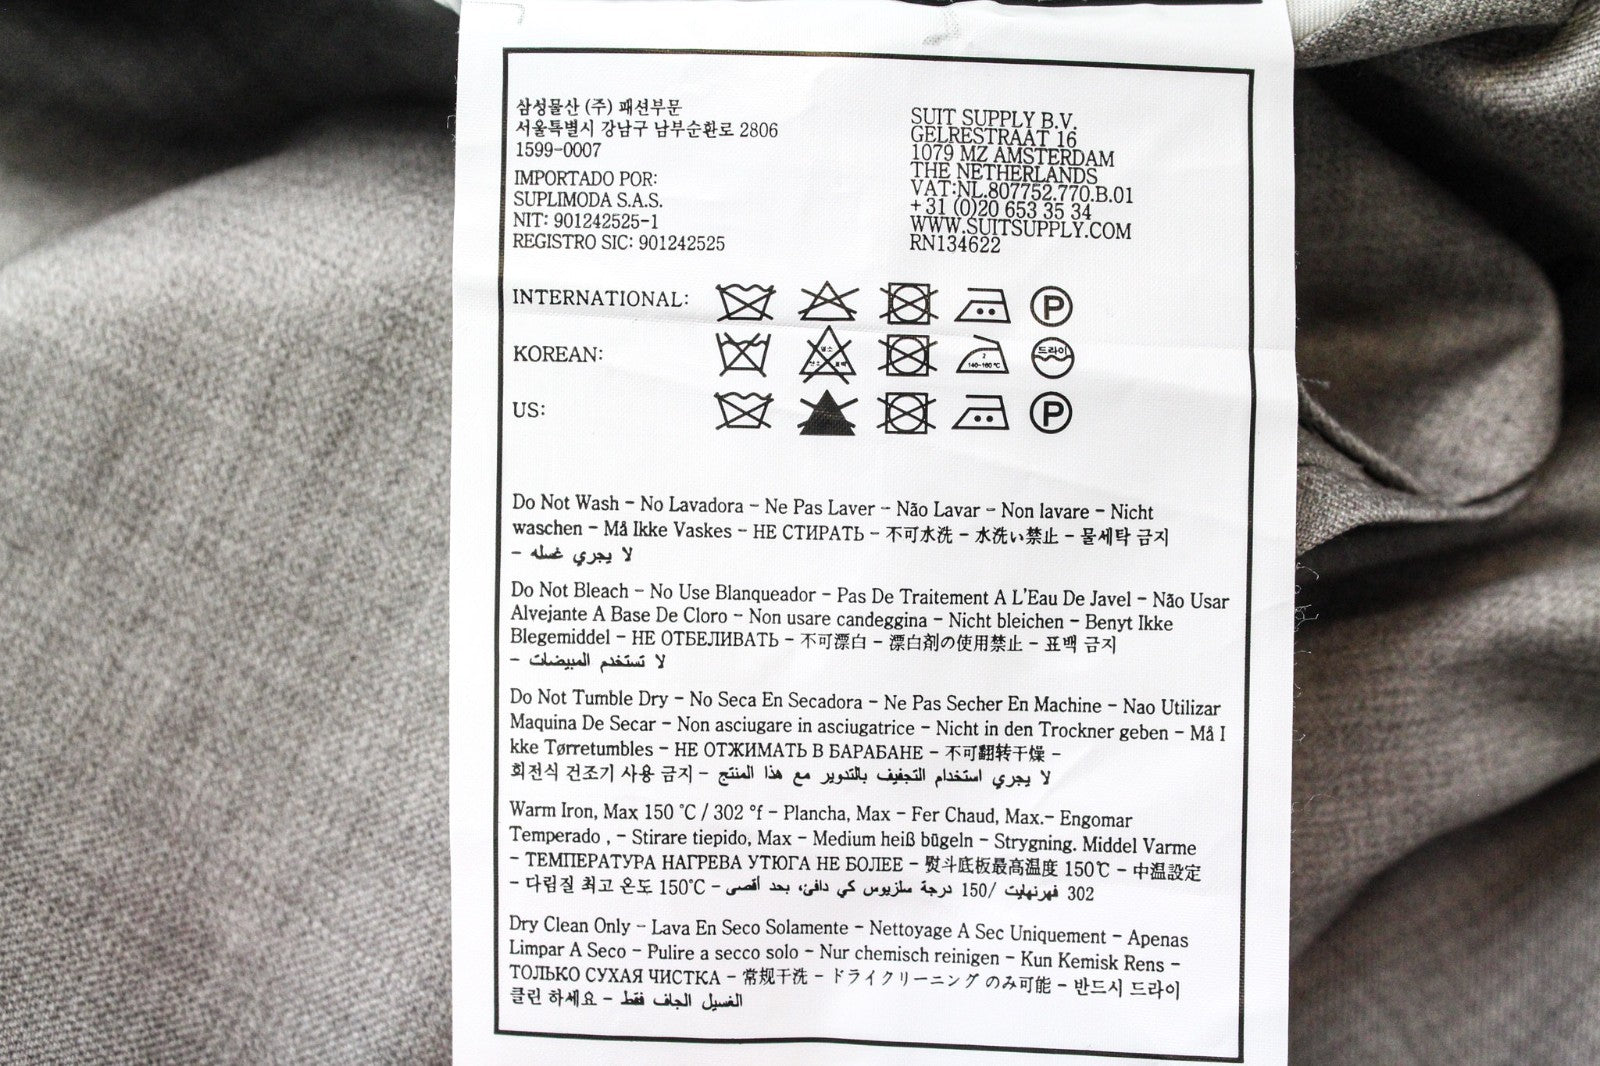 삼성물산 (주) 패션부문
서울특별시 강남구 남부순환로 2806
1599-0007
IMPORTADO POR:
SUPLIMODA S.A.S.
NIT: 901242525-1
REGISTRO SIC: 901242525
SUIT SUPPLY B.V.
GELRESTRAAT 16
1079 MZ AMSTERDAM
THE NETHERLANDS
VAT:NL.807752.770.B.01
+31 (0)20 653 35 34
WWW.SUITSUPPLY.COM
RN134622
INTERNATIONAL:
P
KOREAN:
2
140-160℃
드라이
US:
P
Do Not Wash - No Lavadora - Ne Pas Laver - Não Lavar - Non lavare - Nicht
waschen - Må Ikke Vaskes - НЕ СТИРАТЬ - 不可水洗 - 水洗い禁止 - 물세탁 금지
- لا يجري غسله
Do Not Bleach - No Use Blanqueador - Pas De Traitement A L'Eau De Javel - Não Usar
Alvejante A Base De Cloro - Non usare candeggina - Nicht bleichen - Benyt Ikke
Blegemiddel - НЕ ОТБЕЛИВАТЬ - 不可漂白 - 漂白剤の使用禁止 - 표백 금지
- لا تستخدم المبيضات
Do Not Tumble Dry - No Seca En Secadora - Ne Pas Secher En Machine - Nao Utilizar
Maquina De Secar - Non asciugare in asciugatrice - Nicht in den Trockner geben - Må I
kke Tørretumbles - НЕ ОТЖИМАТЬ В БАРАБАНЕ - 不可翻转干燥 -
회전식 건조기 사용 금지 - لا يجري استخدام التجفيف بالتدوير مع هذا المنتج
Warm Iron, Max 150 ℃ / 302 °f - Plancha, Max - Fer Chaud, Max.- Engomar
Temperado , - Stirare tiepido, Max - Medium heiß bügeln - Strygning. Middel Varme
- ТЕМПЕРАТУРА НАГРЕВА УТЮГА НЕ БОЛЕЕ - 熨斗底板最高温度 150℃ - 中温設定
- 다림질 최고 온도 150℃ - 302 فهرنهايت /150 درجة سلزيوس كي دافئ، بحد أقصى
Dry Clean Only - Lava En Seco Solamente - Nettoyage A Sec Uniquement - Apenas
Limpar A Seco - Pulire a secco solo - Nur chemisch reinigen - Kun Kemisk Rens -
ТОЛЬКО СУХАЯ ЧИСТКА - 常规干洗 - ドライクリーニング のみ可能 - 반드시 드라이
클린 하세요 - الغسيل الجاف فقط